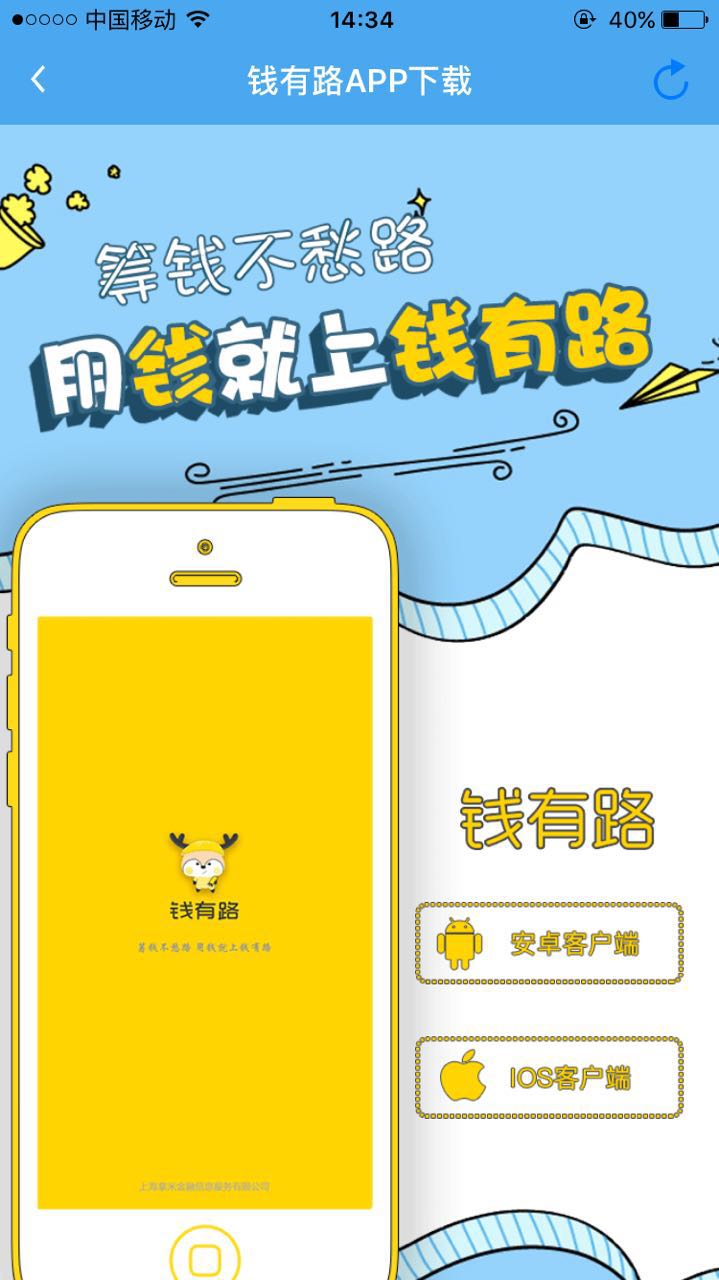 中国移动
14:34
40%
钱有路APP下载
筹钱不愁路
用钱就上钱有路
钱有路
筹钱不愁路 用钱就上钱有路
钱有路
安卓客户端
IOS客户端